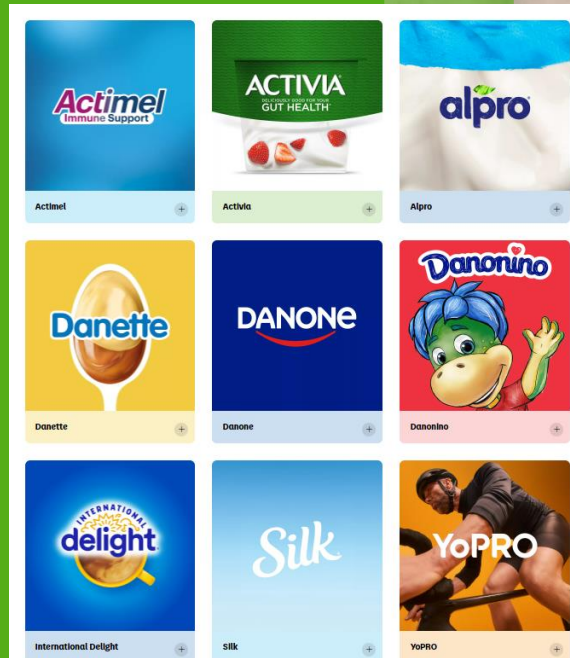 Actimel
Immune Support
ACTIVIA
DELICIOUSLY GOOD FOR YOUR
GUT HEALTH
alpro
Actimel
Activia
Alpro
Danette
DANONE
Danonino
Danette
Danone
Danonino
INTERNATIONAL
delight
Silk
YoPRO
International Delight
Silk
YoPRO